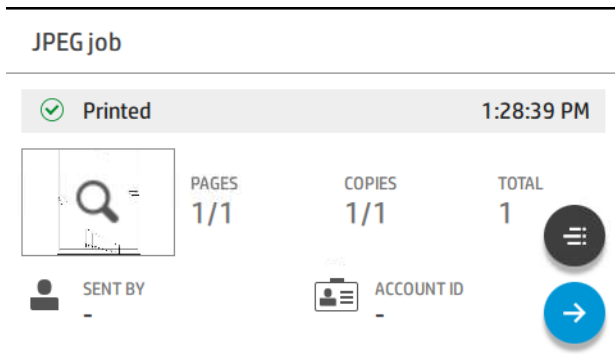 JPEG job
Printed 1:28:39 PM
PAGES COPIES TOTAL
1/1 1/1 1
SENT BY ACCOUNT ID
- -